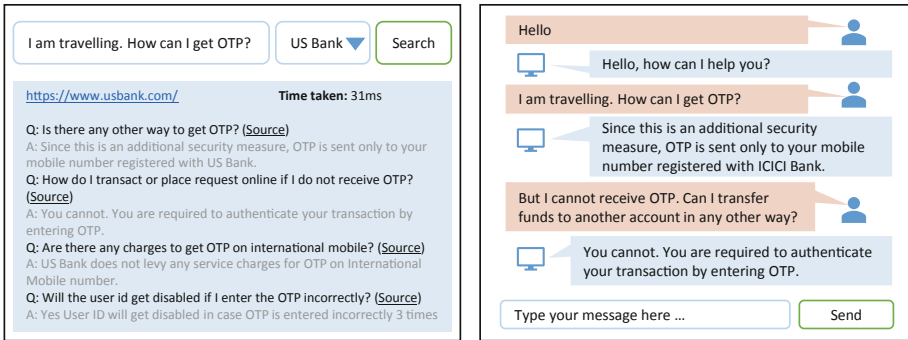 I am travelling. How can I get OTP?
US Bank
Search
https://www.usbank.com/ Time taken: 31ms
Q: Is there any other way to get OTP? (Source)
A: Since this is an additional security measure, OTP is sent only to your
mobile number registered with US Bank.
Q: How do I transact or place request online if I do not receive OTP?
(Source)
A: You cannot. You are required to authenticate your transaction by
entering OTP.
Q: Are there any charges to get OTP on international mobile? (Source)
A: US Bank does not levy any service charges for OTP on International
Mobile number.
Q: Will the user id get disabled if I enter the OTP incorrectly? (Source)
A: Yes User ID will get disabled in case OTP is entered incorrectly 3 times
Hello
Hello, how can I help you?
I am travelling. How can I get OTP?
Since this is an additional security
measure, OTP is sent only to your mobile
number registered with ICICI Bank.
But I cannot receive OTP. Can I transfer
funds to another account in any other way?
You cannot. You are required to authenticate
your transaction by entering OTP.
Type your message here ...
Send